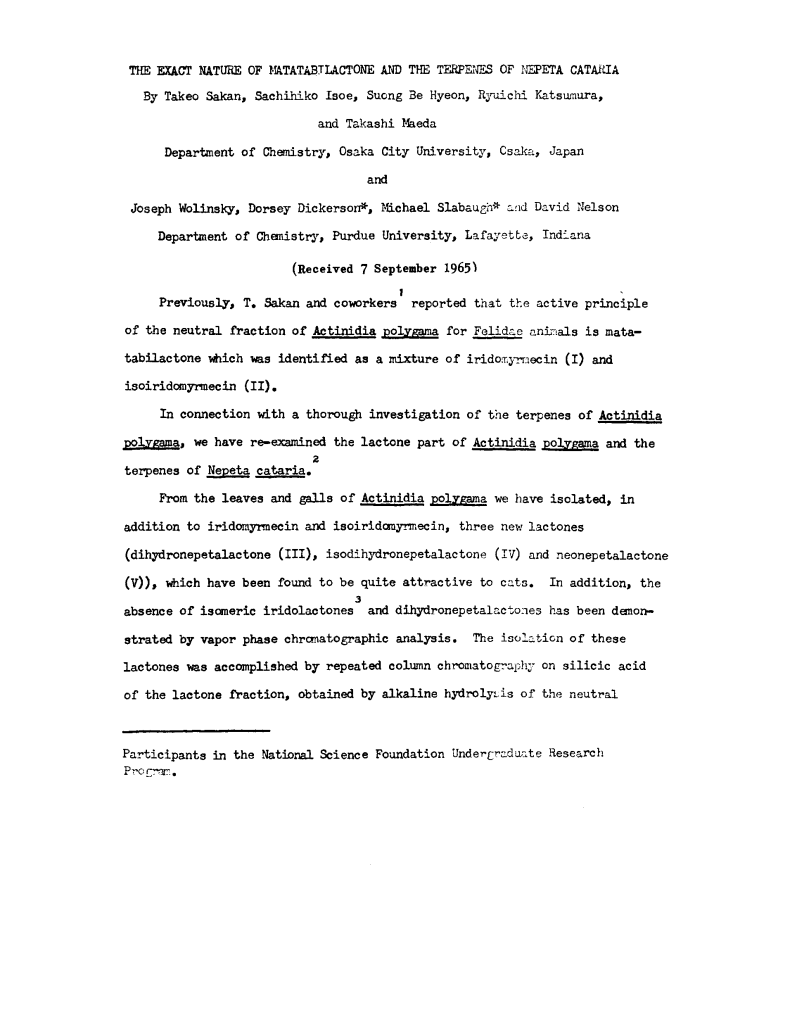 THE EXACT NATURE OF MATATABILACTONE AND THE TERPENES OF NEPETA CATARIA
By Takeo Sakan, Sachihiko Isoe, Suong Be Hyeon, Ryuichi Katsumura,
and Takashi Maeda
Department of Chemistry, Osaka City University, Osaka, Japan
and
Joseph Wolinsky, Dorsey Dickerson*, Michael Slabaugh* and David Nelson
Department of Chemistry, Purdue University, Lafayette, Indiana
(Received 7 September 1965)
Previously, T. Sakan and coworkers1 reported that the active principle
of the neutral fraction of Actinidia polygama for Felidae animals is mata-
tabilactone which was identified as a mixture of iridomyrmecin (I) and
isoiridomyrmecin (II).
In connection with a thorough investigation of the terpenes of Actinidia
polygama, we have re-examined the lactone part of Actinidia polygama and the
terpenes of Nepeta cataria.2
From the leaves and galls of Actinidia polygama we have isolated, in
addition to iridomyrmecin and isoiridomyrmecin, three new lactones
(dihydronepetalactone (III), isodihydronepetalactone (IV) and neonepetalactone
(V)), which have been found to be quite attractive to cats. In addition, the
absence of isomeric iridolactones3 and dihydronepetalactones has been demon-
strated by vapor phase chromatographic analysis. The isolation of these
lactones was accomplished by repeated column chromatography on silicic acid
of the lactone fraction, obtained by alkaline hydrolysis of the neutral
Participants in the National Science Foundation Undergraduate Research
Program.